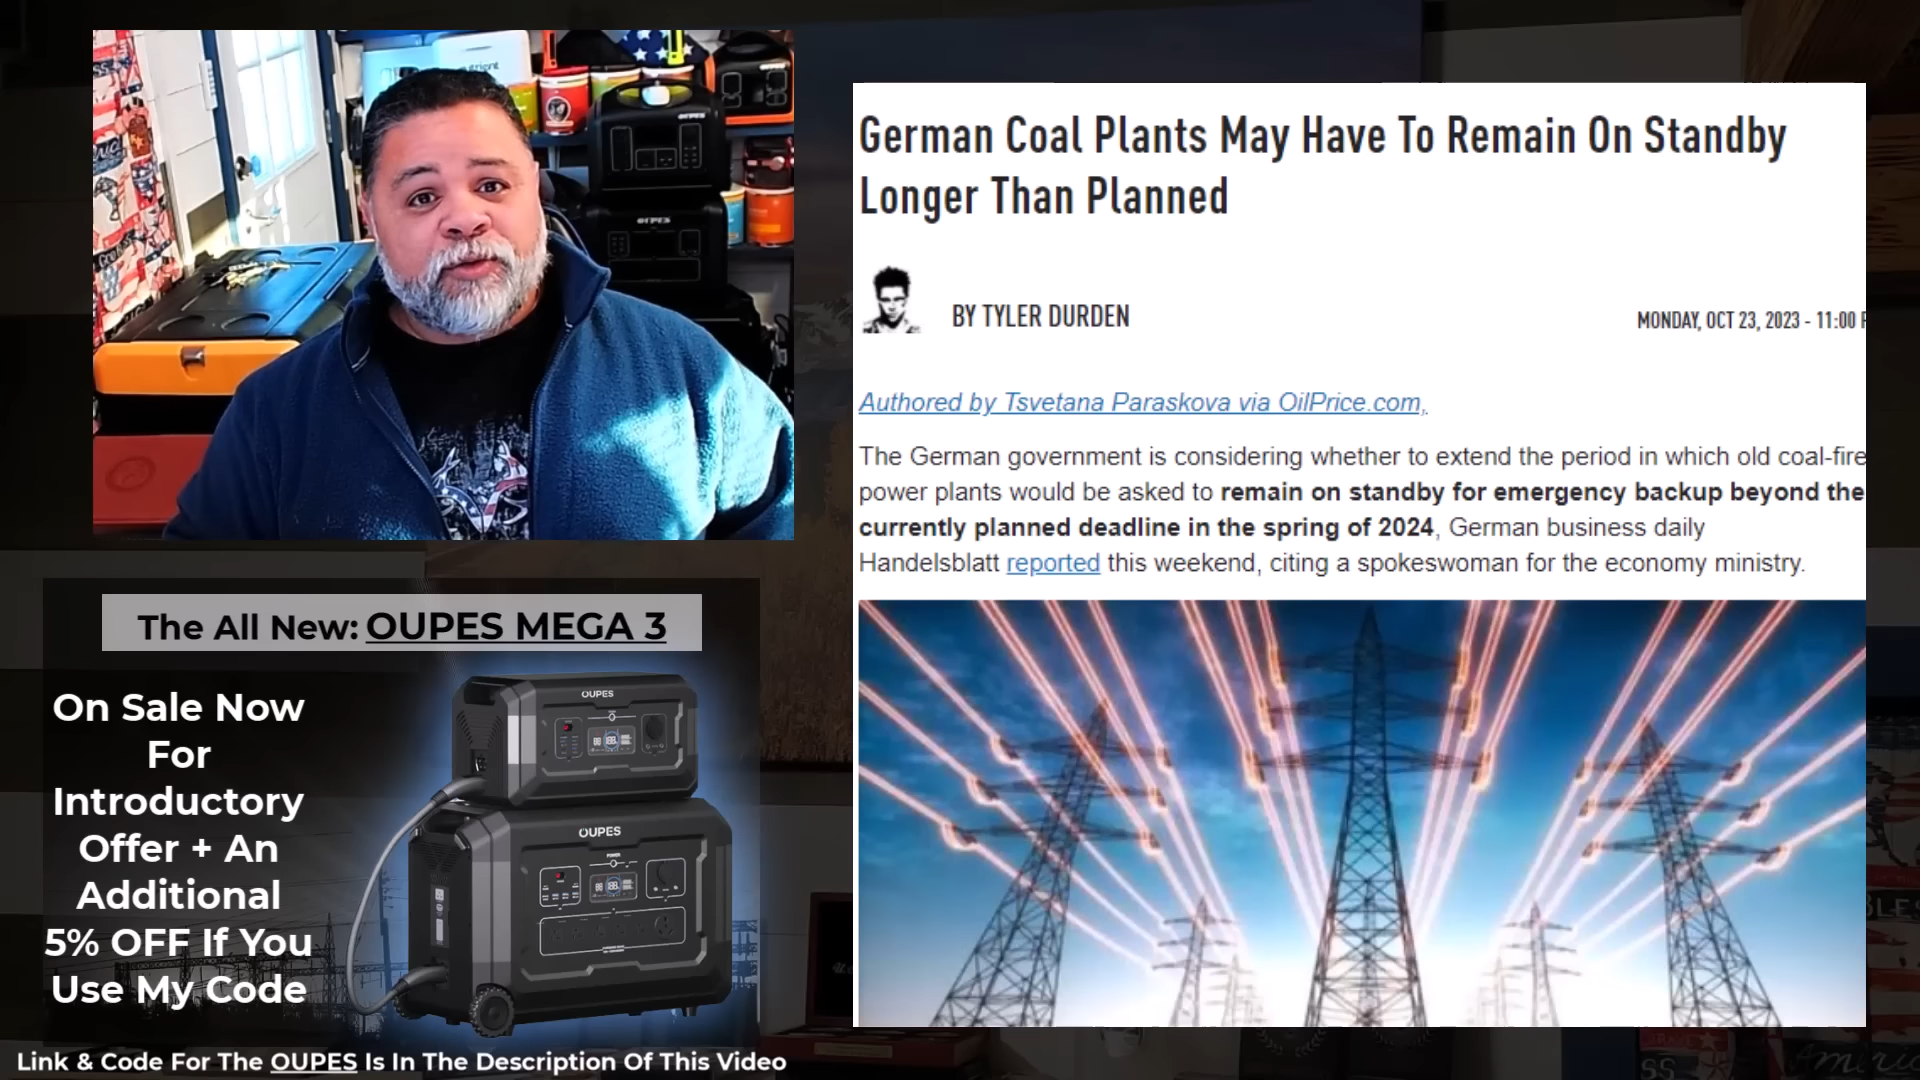 German Coal Plants May Have To Remain On Standby
Longer Than Planned
BY TYLER DURDEN
MONDAY, OCT 23, 2023 - 11:00
Authored by Tsvetana Paraskova via OilPrice.com,
The German government is considering whether to extend the period in which old coal-fire
power plants would be asked to remain on standby for emergency backup beyond the
currently planned deadline in the spring of 2024, German business daily
Handelsblatt reported this weekend, citing a spokeswoman for the economy ministry.
The All New: OUPES MEGA 3
On Sale Now
For
Introductory
Offer + An
Additional
5% OFF If You
Use My Code
OUPES
OUPES
Link & Code For The OUPES Is In The Description Of This Video